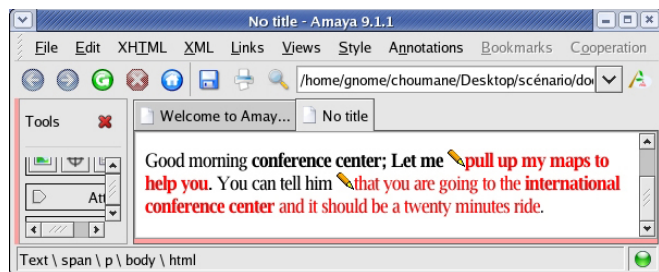 No title - Amaya 9.1.1
File Edit XHTML XML Links Views Style Annotations Bookmarks Cooperation
/home/gnome/choumane/Desktop/scénario/do
Tools
Welcome to Amay... No title
Good morning conference center; Let me pull up my maps to
help you. You can tell him that you are going to the international
conference center and it should be a twenty minutes ride.
Att
Text \ span \ p \ body \ html